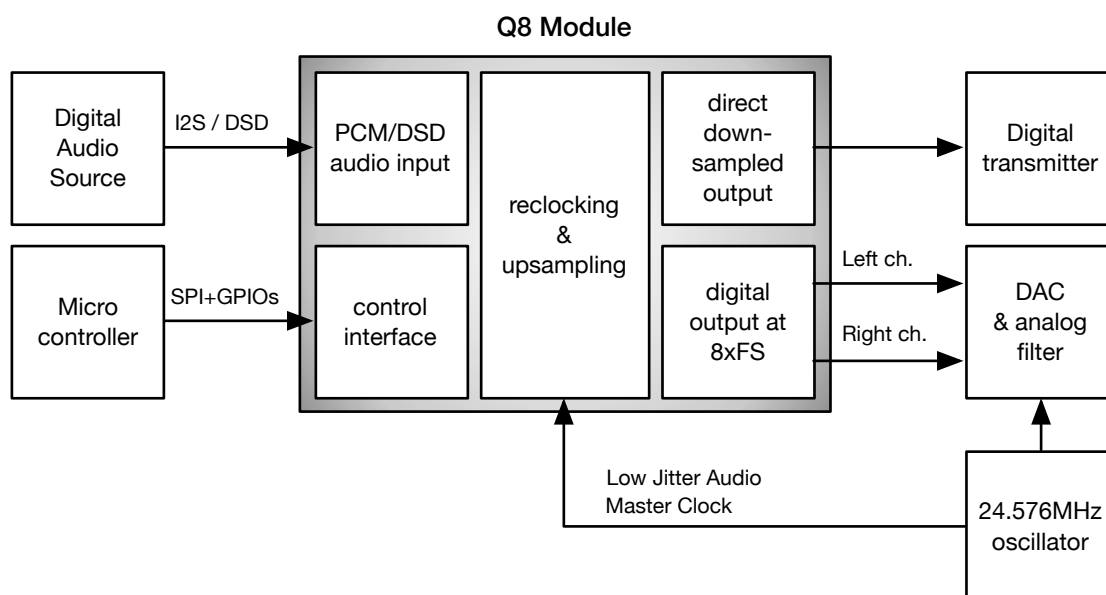 Q8 Module
Digital
Audio
Source
I2S / DSD
PCM/DSD
audio input
reclocking
&
upsampling
direct
down-
sampled
output
Digital
transmitter
Micro
controller
SPI+GPIOs
control
interface
digital
output at
8xFS
Left ch.
Right ch.
DAC
& analog
filter
Low Jitter Audio
Master Clock
24.576MHz
oscillator